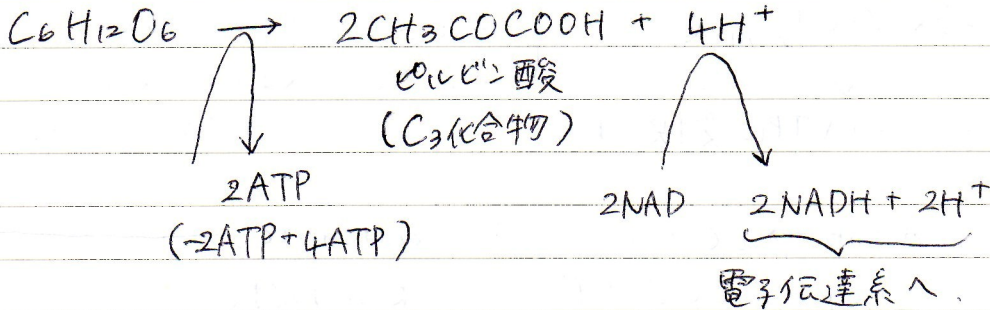 C6H12O6 → 2CH3COCOOH + 4H+
ピルビン酸
(C3化合物)
2ATP
(-2ATP+4ATP)
2NAD 2NADH + 2H+
電子伝達系へ.